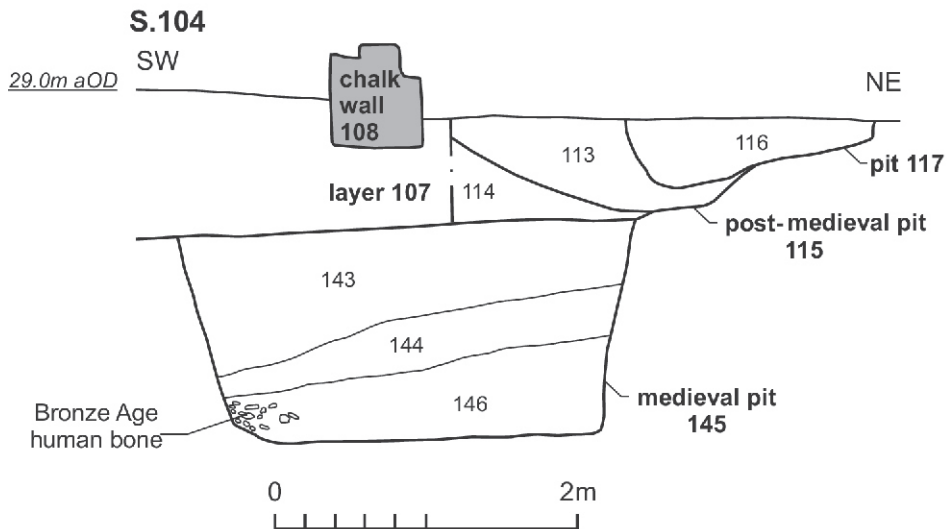 S.104
SW
29.0m aOD
chalk
wall
108
NE
113
116
pit 117
layer 107
114
post-medieval pit
115
143
144
146
medieval pit
145
Bronze Age
human bone
0
2m